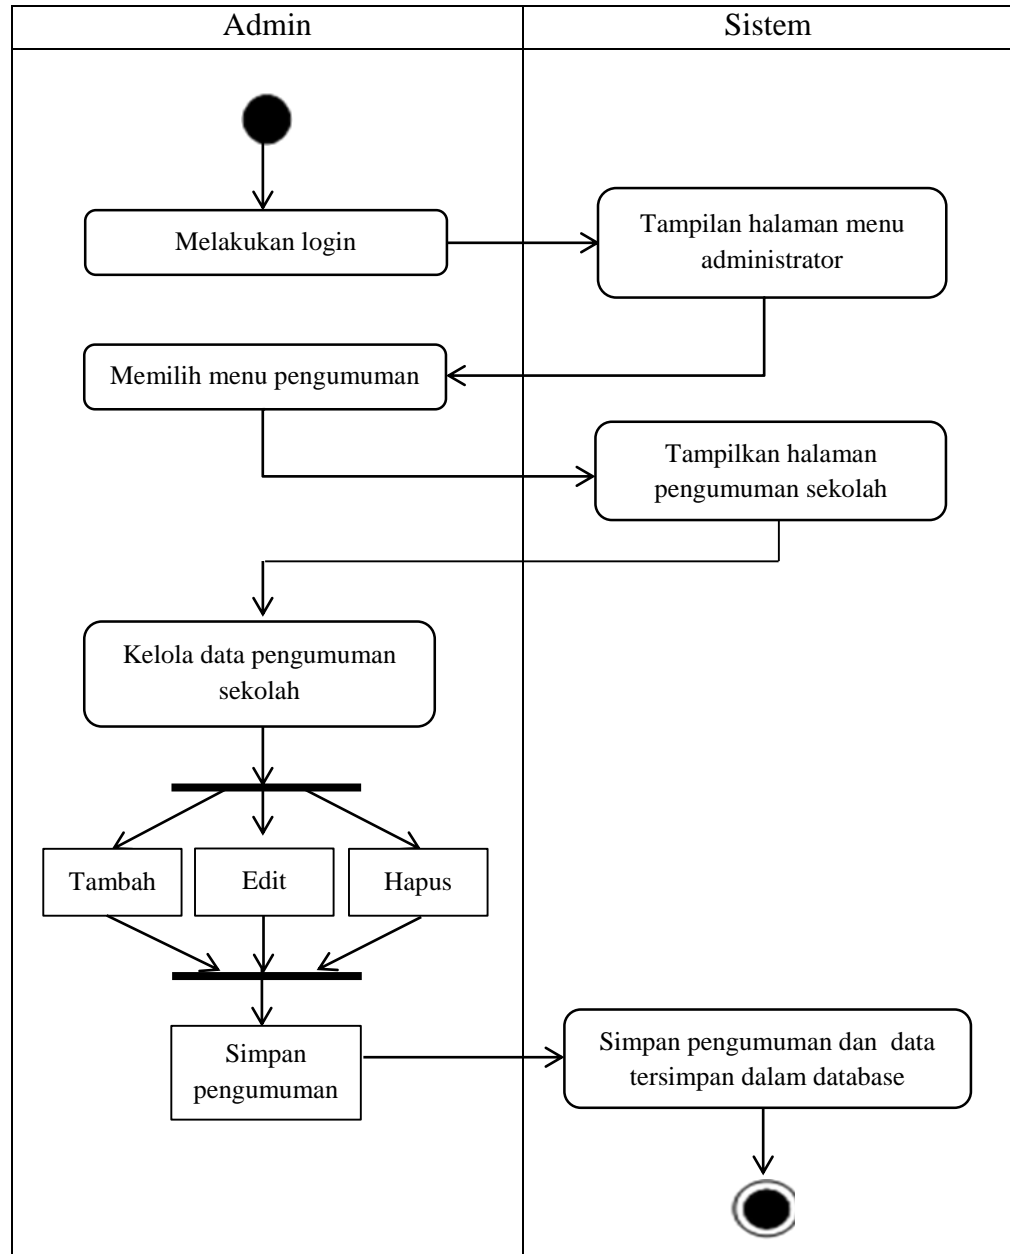 Admin
Sistem
Melakukan login
Tampilan halaman menu
administrator
Memilih menu pengumuman
Tampilkan halaman
pengumuman sekolah
Kelola data pengumuman
sekolah
Tambah
Edit
Hapus
Simpan
pengumuman
Simpan pengumuman dan data
tersimpan dalam database